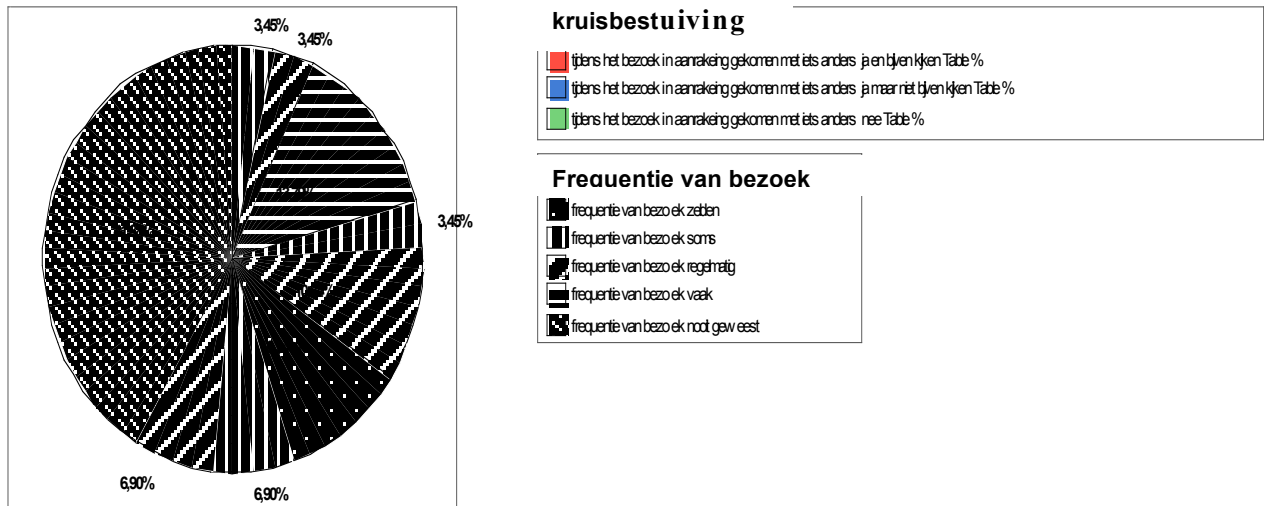 3,45%
3,45%
3,45%
6,90%
6,90%
kruisbestuiving
tijdens het bezoek in aanraking gekomen met iets anders ja en blijven kijken Table %
tijdens het bezoek in aanraking gekomen met iets anders ja maar niet blijven kijken Table %
tijdens het bezoek in aanraking gekomen met iets anders nee Table %
Frequentie van bezoek
frequentie van bezoek zelden
frequentie van bezoek soms
frequentie van bezoek regelmatig
frequentie van bezoek vaak
frequentie van bezoek nooit geweest